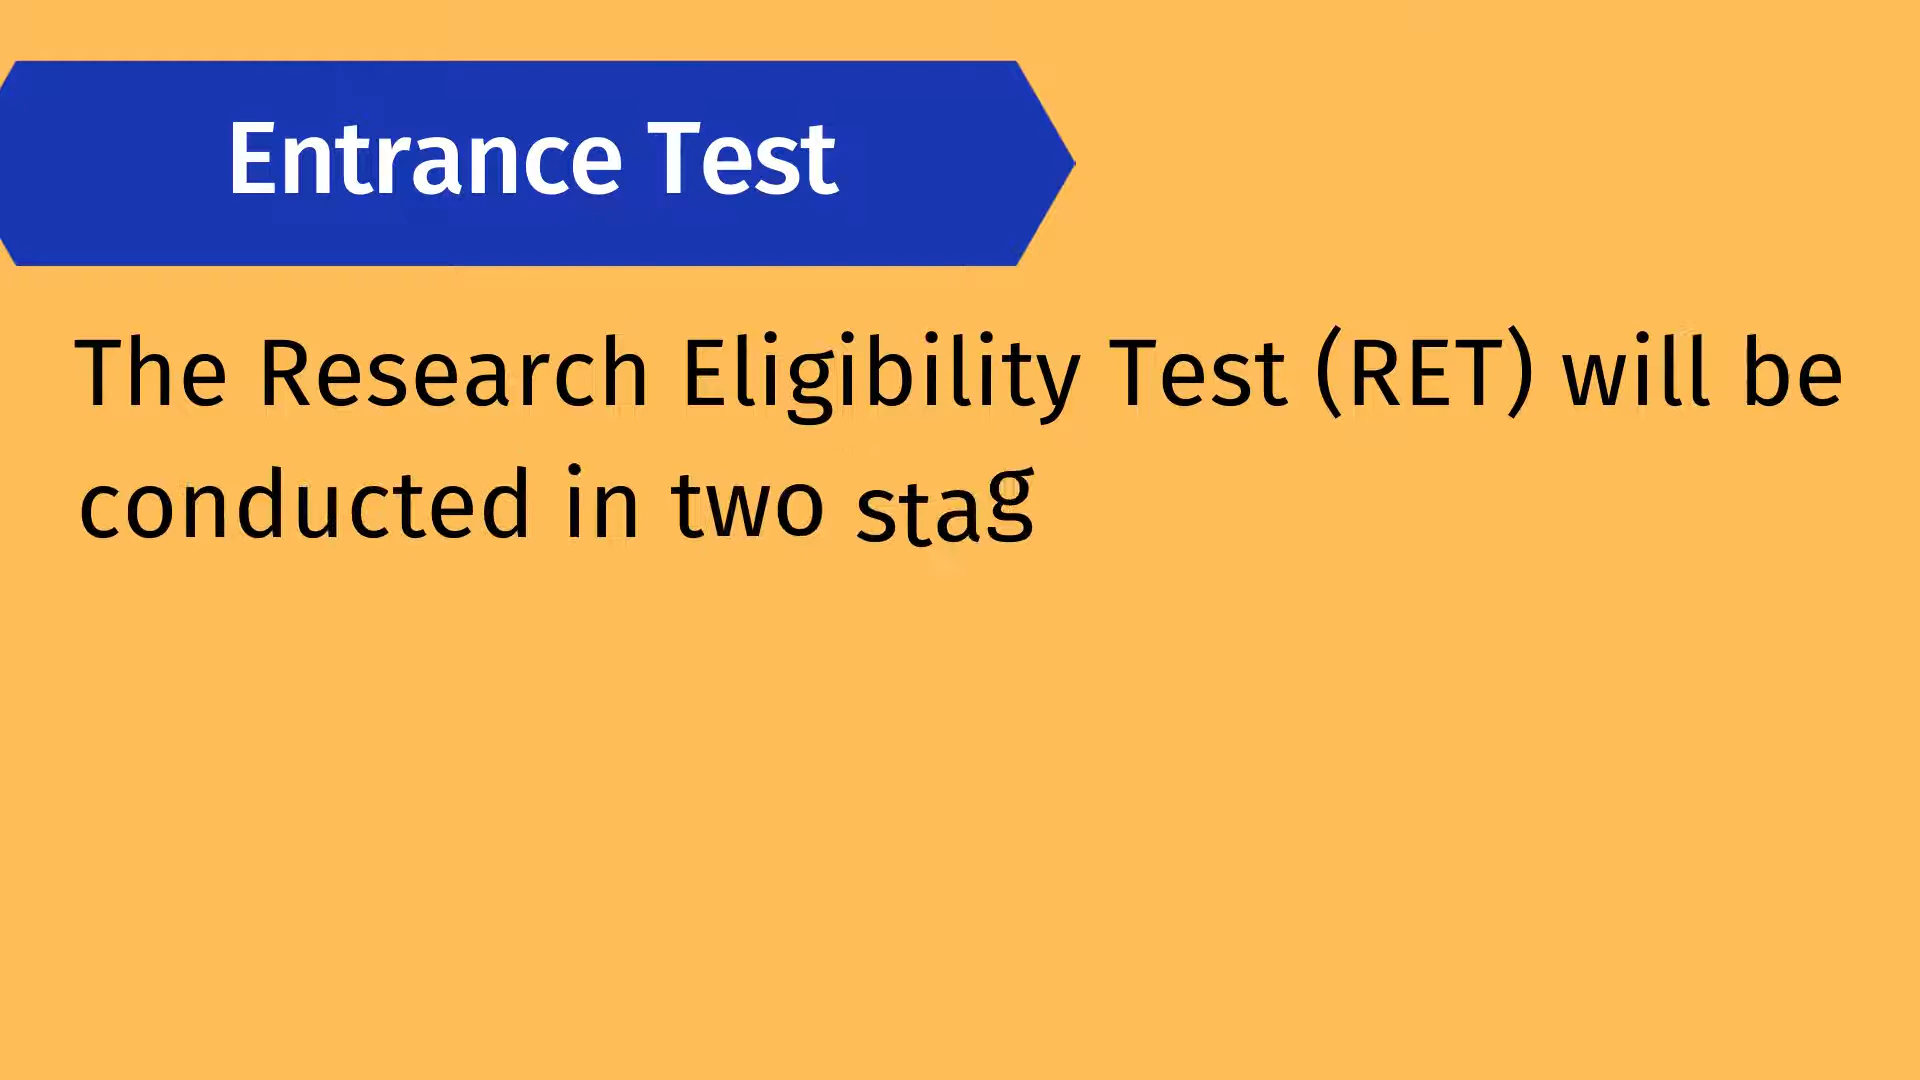 Entrance Test
The Research Eligibility Test (RET) will be
conducted in two stag